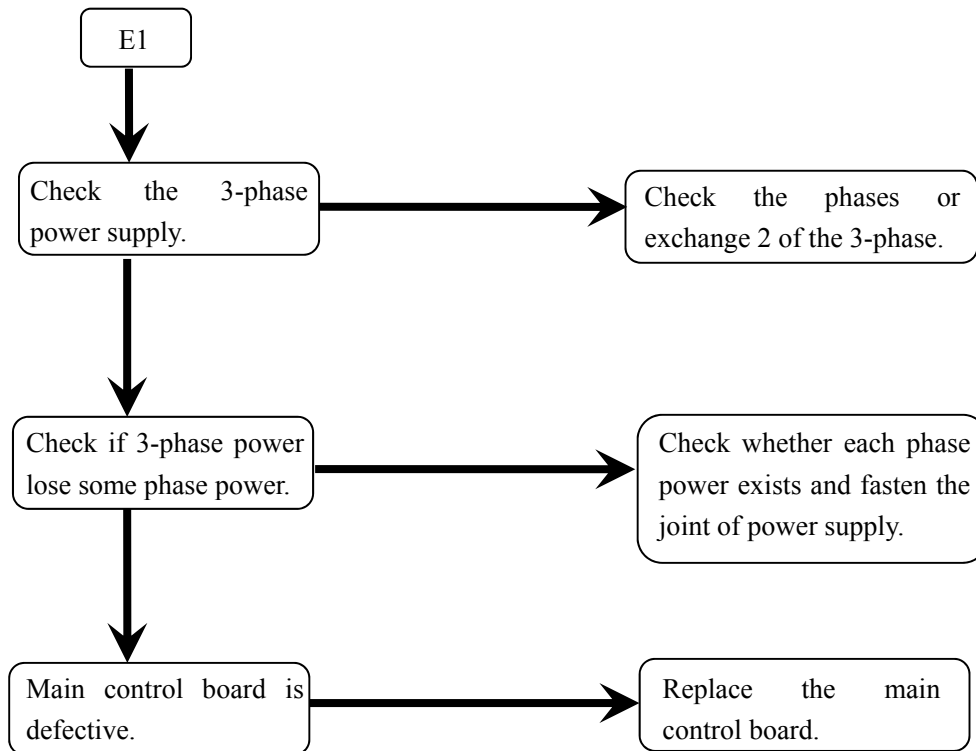 E1
Check the 3-phase
power supply.
Check the phases or
exchange 2 of the 3-phase.
Check if 3-phase power
lose some phase power.
Check whether each phase
power exists and fasten the
joint of power supply.
Main control board is
defective.
Replace the main
control board.